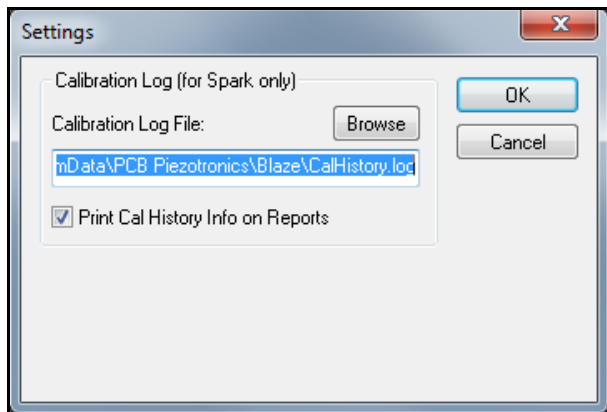 Settings
Calibration Log (for Spark only)
Calibration Log File:
Browse
mData\PCB Piezotronics\Blaze\CalHistory.log
Print Cal History Info on Reports
OK
Cancel